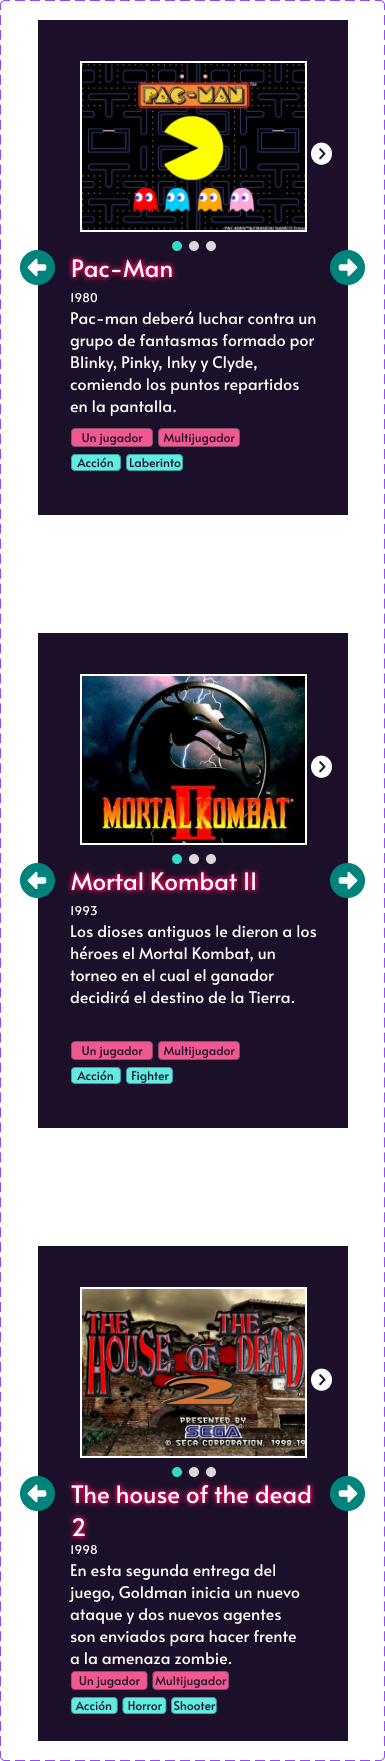 PAC-MAN
TM
Pac-Man
1980
Pac-man deberá luchar contra un
grupo de fantasmas formado por
Blinky, Pinky, Inky y Clyde,
comiendo los puntos repartidos
en la pantalla.
Un jugador Multijugador
Acción Laberinto
MORTAL KOMBAT
II
Mortal Kombat II
1993
Los dioses antiguos le dieron a los
héroes el Mortal Kombat, un
torneo en el cual el ganador
decidirá el destino de la Tierra.
Un jugador Multijugador
Acción Fighter
THE THE
HOUSE OF DEAD
2
PRESENTED BY
SEGA
© SEGA CORPORATION, 1998,19
The house of the dead
2
1998
En esta segunda entrega del
juego, Goldman inicia un nuevo
ataque y dos nuevos agentes
son enviados para hacer frente
a la amenaza zombie.
Un jugador Multijugador
Acción Horror Shooter